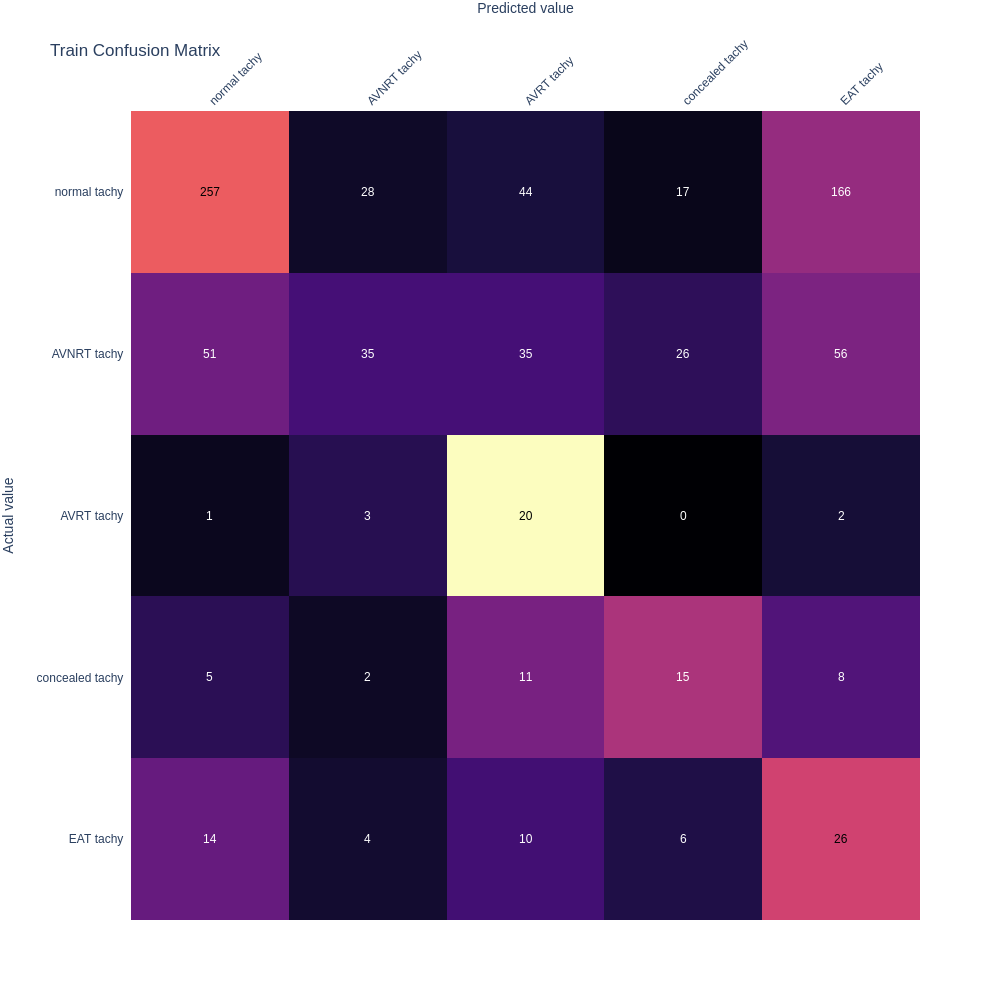 Predicted value
Train Confusion Matrix
normal tachy
AVNRT tachy
AVRT tachy
concealed tachy
EAT tachy
normal tachy 257 28 44 17 166
AVNRT tachy 51 35 35 26 56
AVRT tachy 1 3 20 0 2
concealed tachy 5 2 11 15 8
EAT tachy 14 4 10 6 26
Actual value